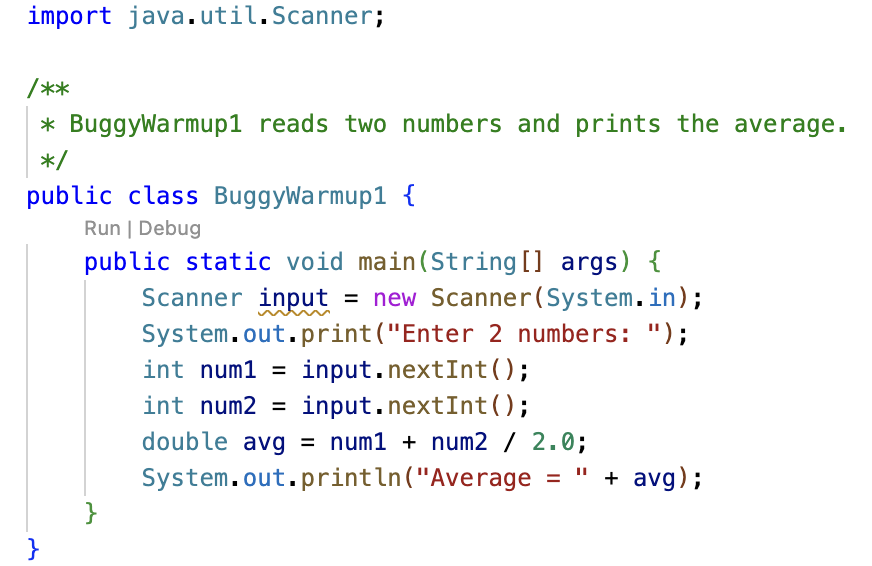 import java.util.Scanner;
/**
* BuggyWarmup1 reads two numbers and prints the average.
*/
public class BuggyWarmup1 {
Run | Debug
public static void main(String[] args) {
Scanner input = new Scanner(System.in);
System.out.print("Enter 2 numbers: ");
int num1 = input.nextInt();
int num2 = input.nextInt();
double avg = num1 + num2 / 2.0;
System.out.println("Average = " + avg);
}
}